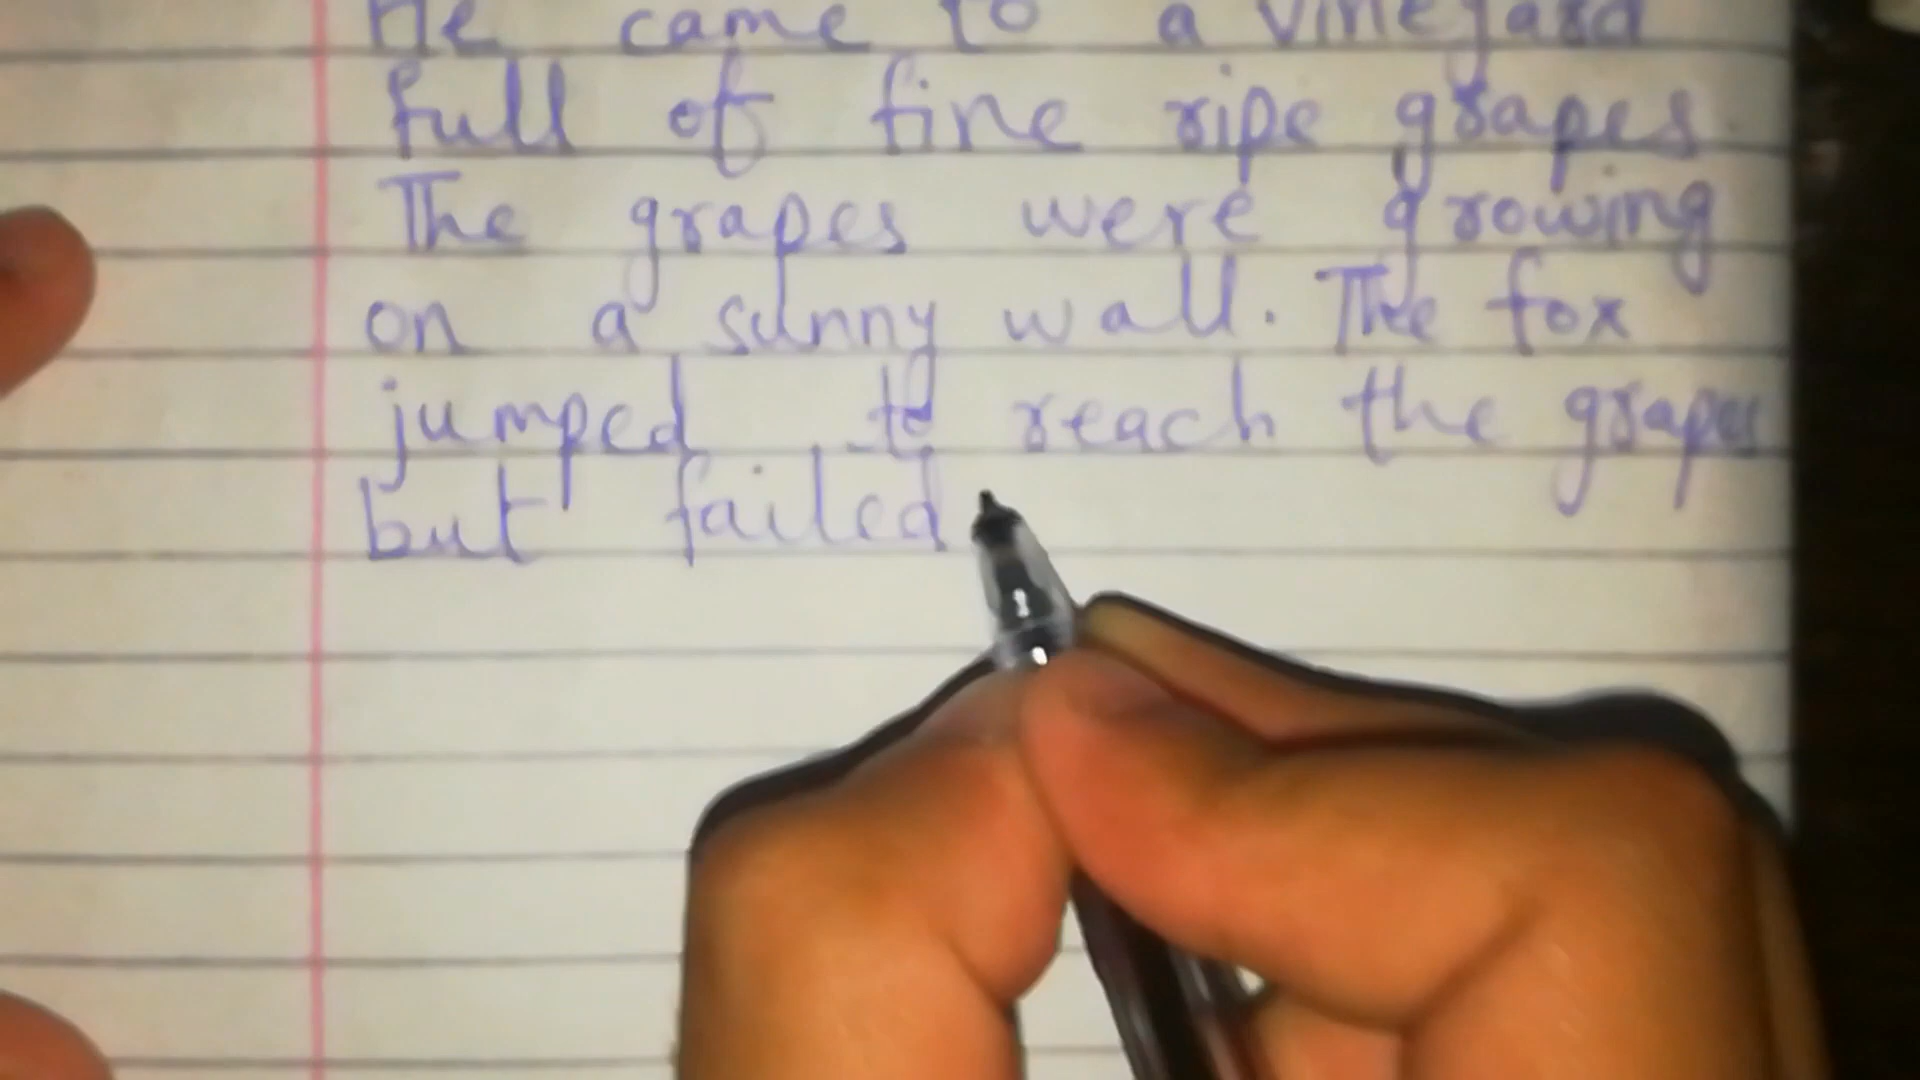 He came to a vineyard
full of fine ripe grapes.
The grapes were growing
on a sunny wall. The fox
jumped to reach the grapes
but failed